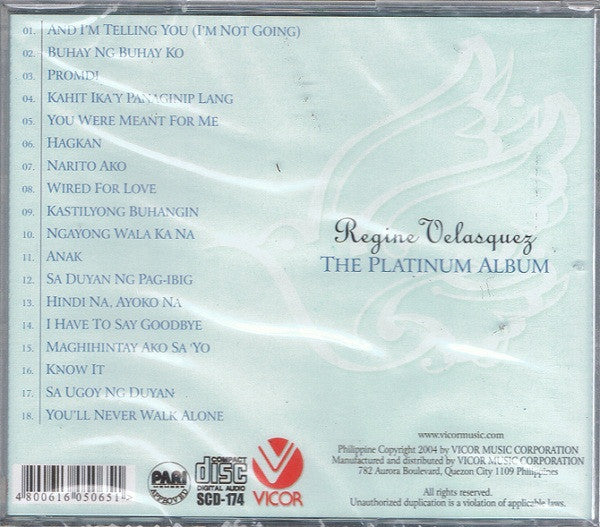 01. AND I'M TELLING YOU (I'M NOT GOING)
02. BUHAY NG BUHAY KO
03. PROMDI
04. KAHIT IKA'Y PANAGINIP LANG
05. YOU WERE MEANT FOR ME
06. HAGKAN
07. NARITO AKO
08. WIRED FOR LOVE
09. KASTILYONG BUHANGIN
10. NGAYONG WALA KA NA
11. ANAK
12. SA DUYAN NG PAG-IBIG
13. HINDI NA, AYOKO NA
14. I HAVE TO SAY GOODBYE
15. MAGHIHINTAY AKO SA 'YO
16. KNOW IT
17. SA UGOY NG DUYAN
18. YOU'LL NEVER WALK ALONE
Regine Velasquez
THE PLATINUM ALBUM
www.vicormusic.com
Philippine Copyright 2004 by VICOR MUSIC CORPORATION
Manufactured and distributed by VICOR MUSIC CORPORATION
782 Aurora Boulevard, Quezon City 1109 Philippines
All rights reserved.
Unauthorized duplication is a violation of applicable laws.
4 800616 050651
PARI
APPROVED
COMPACT
disc
DIGITAL AUDIO
SCD-174
VICOR